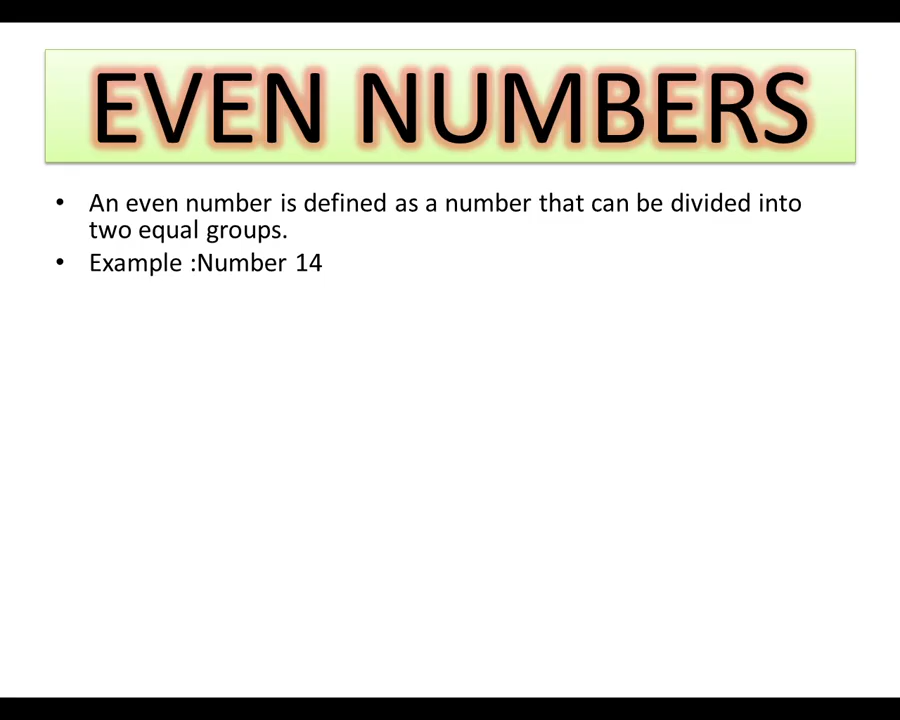 EVEN NUMBERS
• An even number is defined as a number that can be divided into
two equal groups.
• Example :Number 14